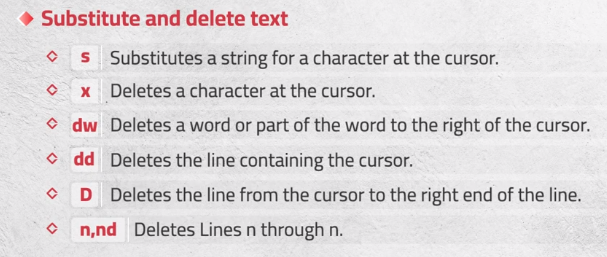 Substitute and delete text
s Substitutes a string for a character at the cursor.
x Deletes a character at the cursor.
dw Deletes a word or part of the word to the right of the cursor.
dd Deletes the line containing the cursor.
D Deletes the line from the cursor to the right end of the line.
n,nd Deletes Lines n through n.